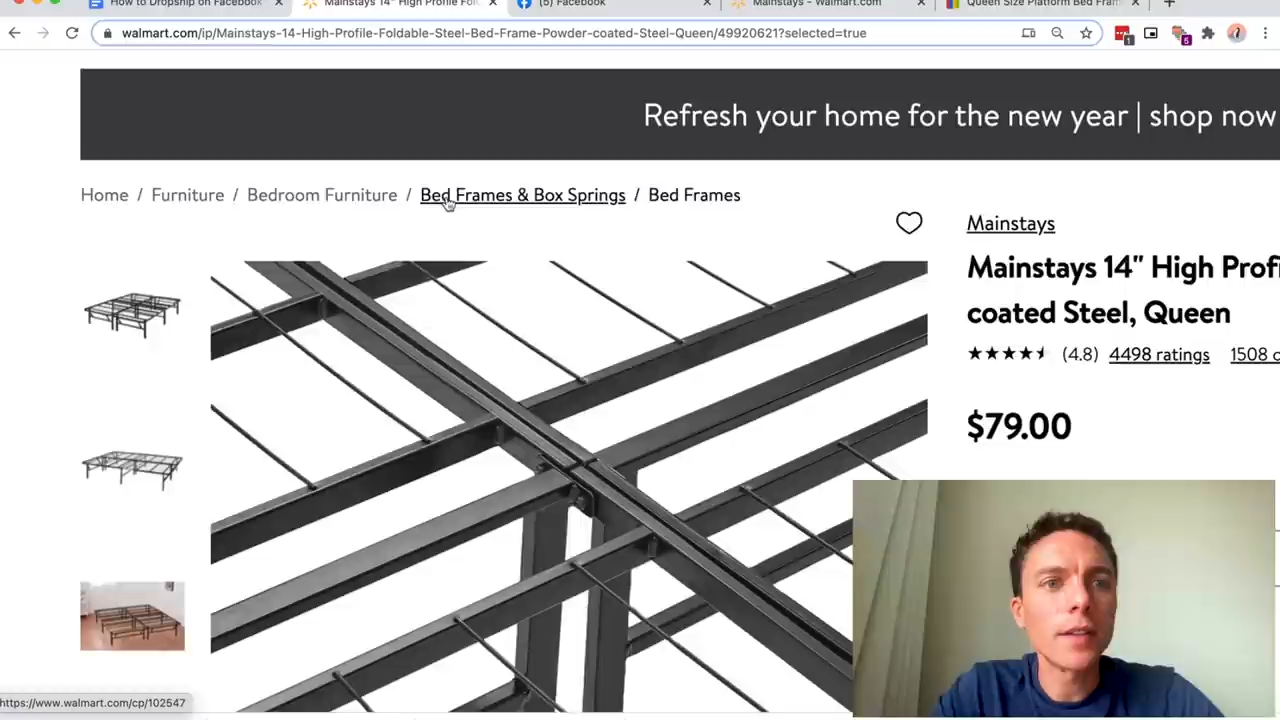 How to Dropship on Facebook
Mainstays 14" High Profile Fol
(5) Facebook
Mainstays - Walmart.com
Queen Size Platform Bed Fram
walmart.com/ip/Mainstays-14-High-Profile-Foldable-Steel-Bed-Frame-Powder-coated-Steel-Queen/49920621?selected=true
1
5
Refresh your home for the new year | shop now
Home / Furniture / Bedroom Furniture / Bed Frames & Box Springs / Bed Frames
Mainstays
Mainstays 14" High Profi
coated Steel, Queen
(4.8) 4498 ratings 1508 c
$79.00
https://www.walmart.com/cp/102547